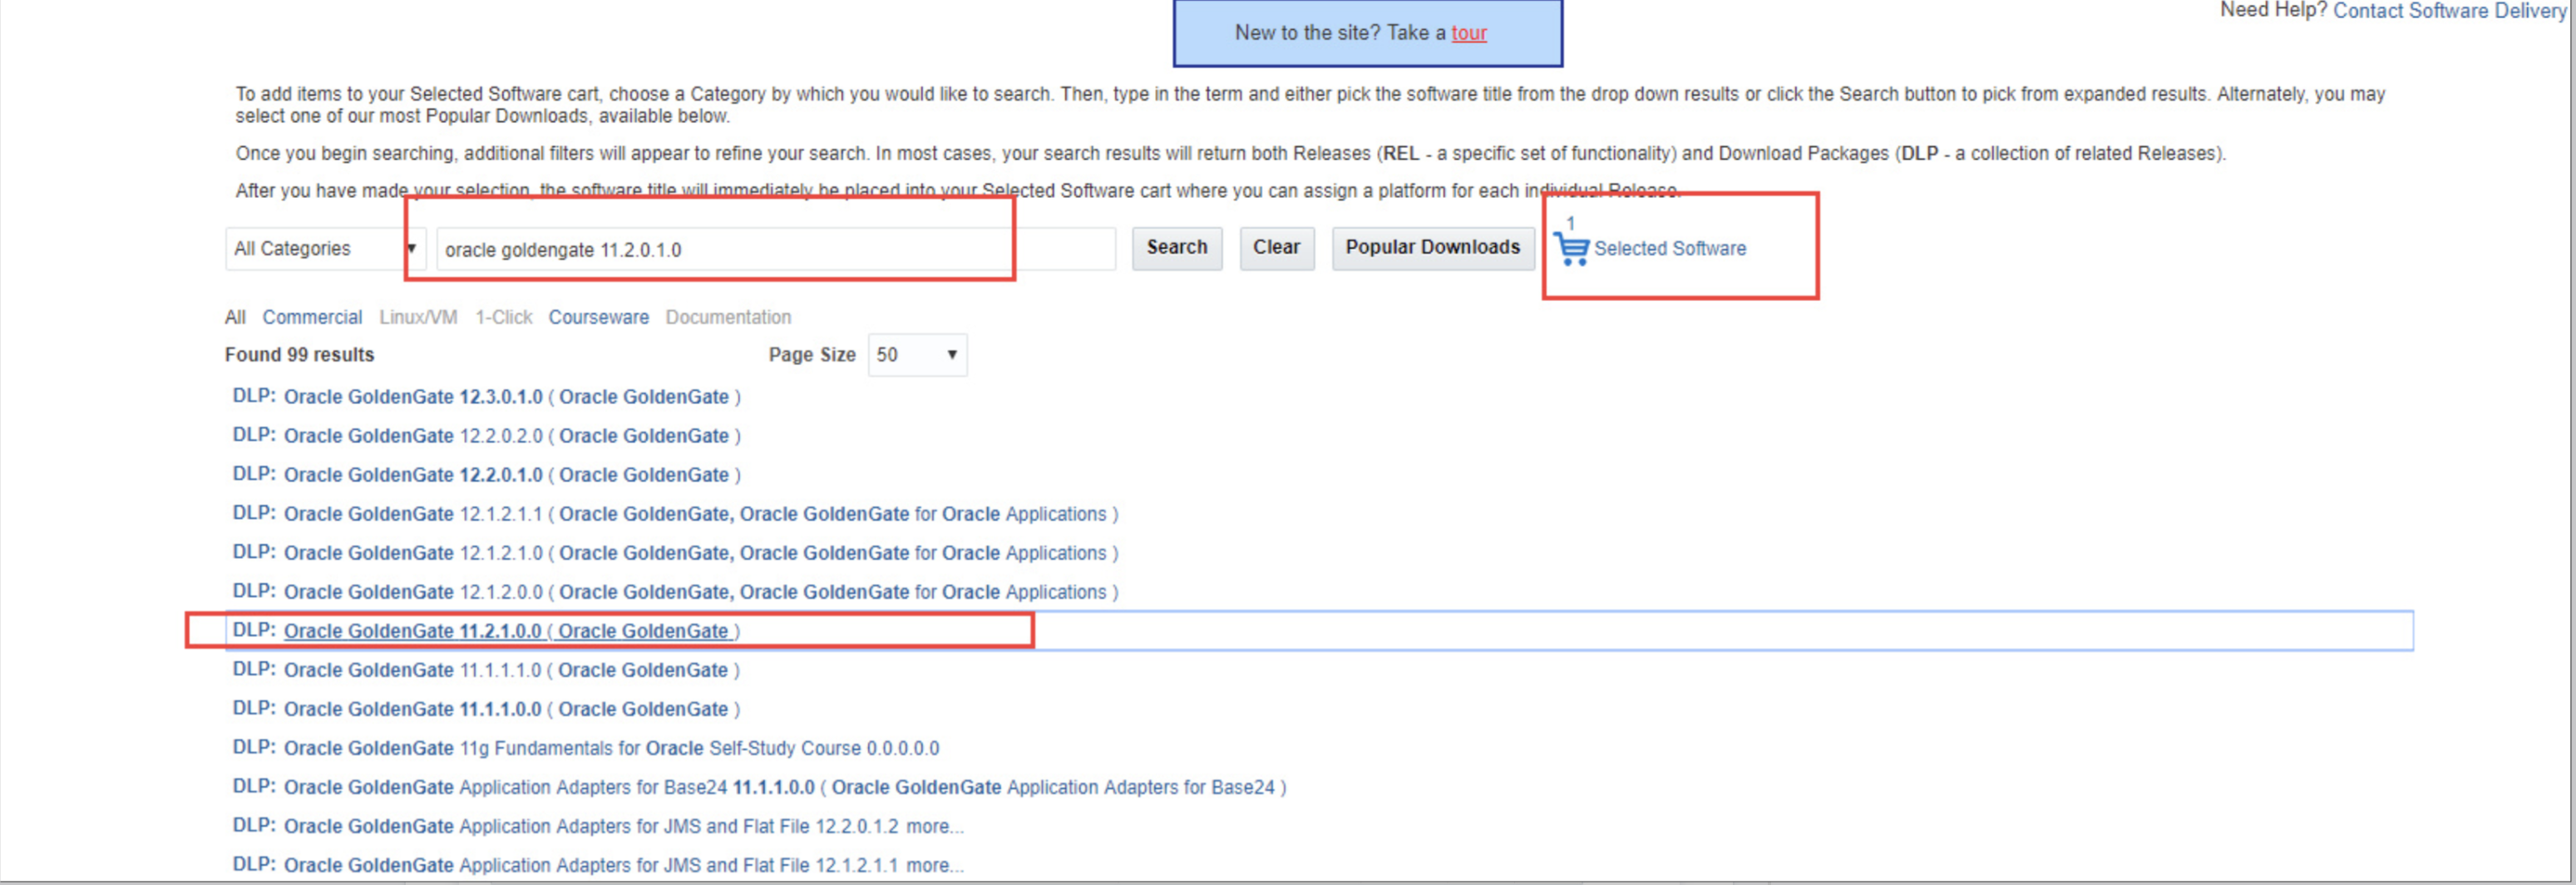 Need Help? Contact Software Delivery
New to the site? Take a tour
To add items to your Selected Software cart, choose a Category by which you would like to search. Then, type in the term and either pick the software title from the drop down results or click the Search button to pick from expanded results. Alternately, you may
select one of our most Popular Downloads, available below.
Once you begin searching, additional filters will appear to refine your search. In most cases, your search results will return both Releases (REL - a specific set of functionality) and Download Packages (DLP - a collection of related Releases).
After you have made your selection, the software title will immediately be placed into your Selected Software cart where you can assign a platform for each individual Release.
All Categories oracle goldengate 11.2.0.1.0 Search Clear Popular Downloads 1 Selected Software
All Commercial Linux/VM 1-Click Courseware Documentation
Found 99 results Page Size 50
DLP: Oracle GoldenGate 12.3.0.1.0 ( Oracle GoldenGate )
DLP: Oracle GoldenGate 12.2.0.2.0 ( Oracle GoldenGate )
DLP: Oracle GoldenGate 12.2.0.1.0 ( Oracle GoldenGate )
DLP: Oracle GoldenGate 12.1.2.1.1 ( Oracle GoldenGate, Oracle GoldenGate for Oracle Applications )
DLP: Oracle GoldenGate 12.1.2.1.0 ( Oracle GoldenGate, Oracle GoldenGate for Oracle Applications )
DLP: Oracle GoldenGate 12.1.2.0.0 ( Oracle GoldenGate, Oracle GoldenGate for Oracle Applications )
DLP: Oracle GoldenGate 11.2.1.0.0 ( Oracle GoldenGate )
DLP: Oracle GoldenGate 11.1.1.1.0 ( Oracle GoldenGate )
DLP: Oracle GoldenGate 11.1.1.0.0 ( Oracle GoldenGate )
DLP: Oracle GoldenGate 11g Fundamentals for Oracle Self-Study Course 0.0.0.0.0
DLP: Oracle GoldenGate Application Adapters for Base24 11.1.1.0.0 ( Oracle GoldenGate Application Adapters for Base24 )
DLP: Oracle GoldenGate Application Adapters for JMS and Flat File 12.2.0.1.2 more...
DLP: Oracle GoldenGate Application Adapters for JMS and Flat File 12.1.2.1.1 more...